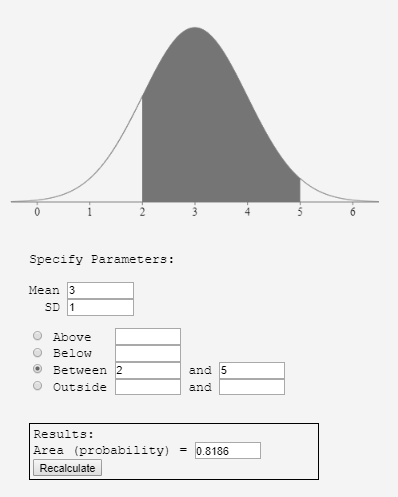 0 1 2 3 4 5 6
Specify Parameters:
Mean 3
SD 1
Above
Below
Between 2 and 5
Outside and
Results:
Area (probability) = 0.8186
Recalculate